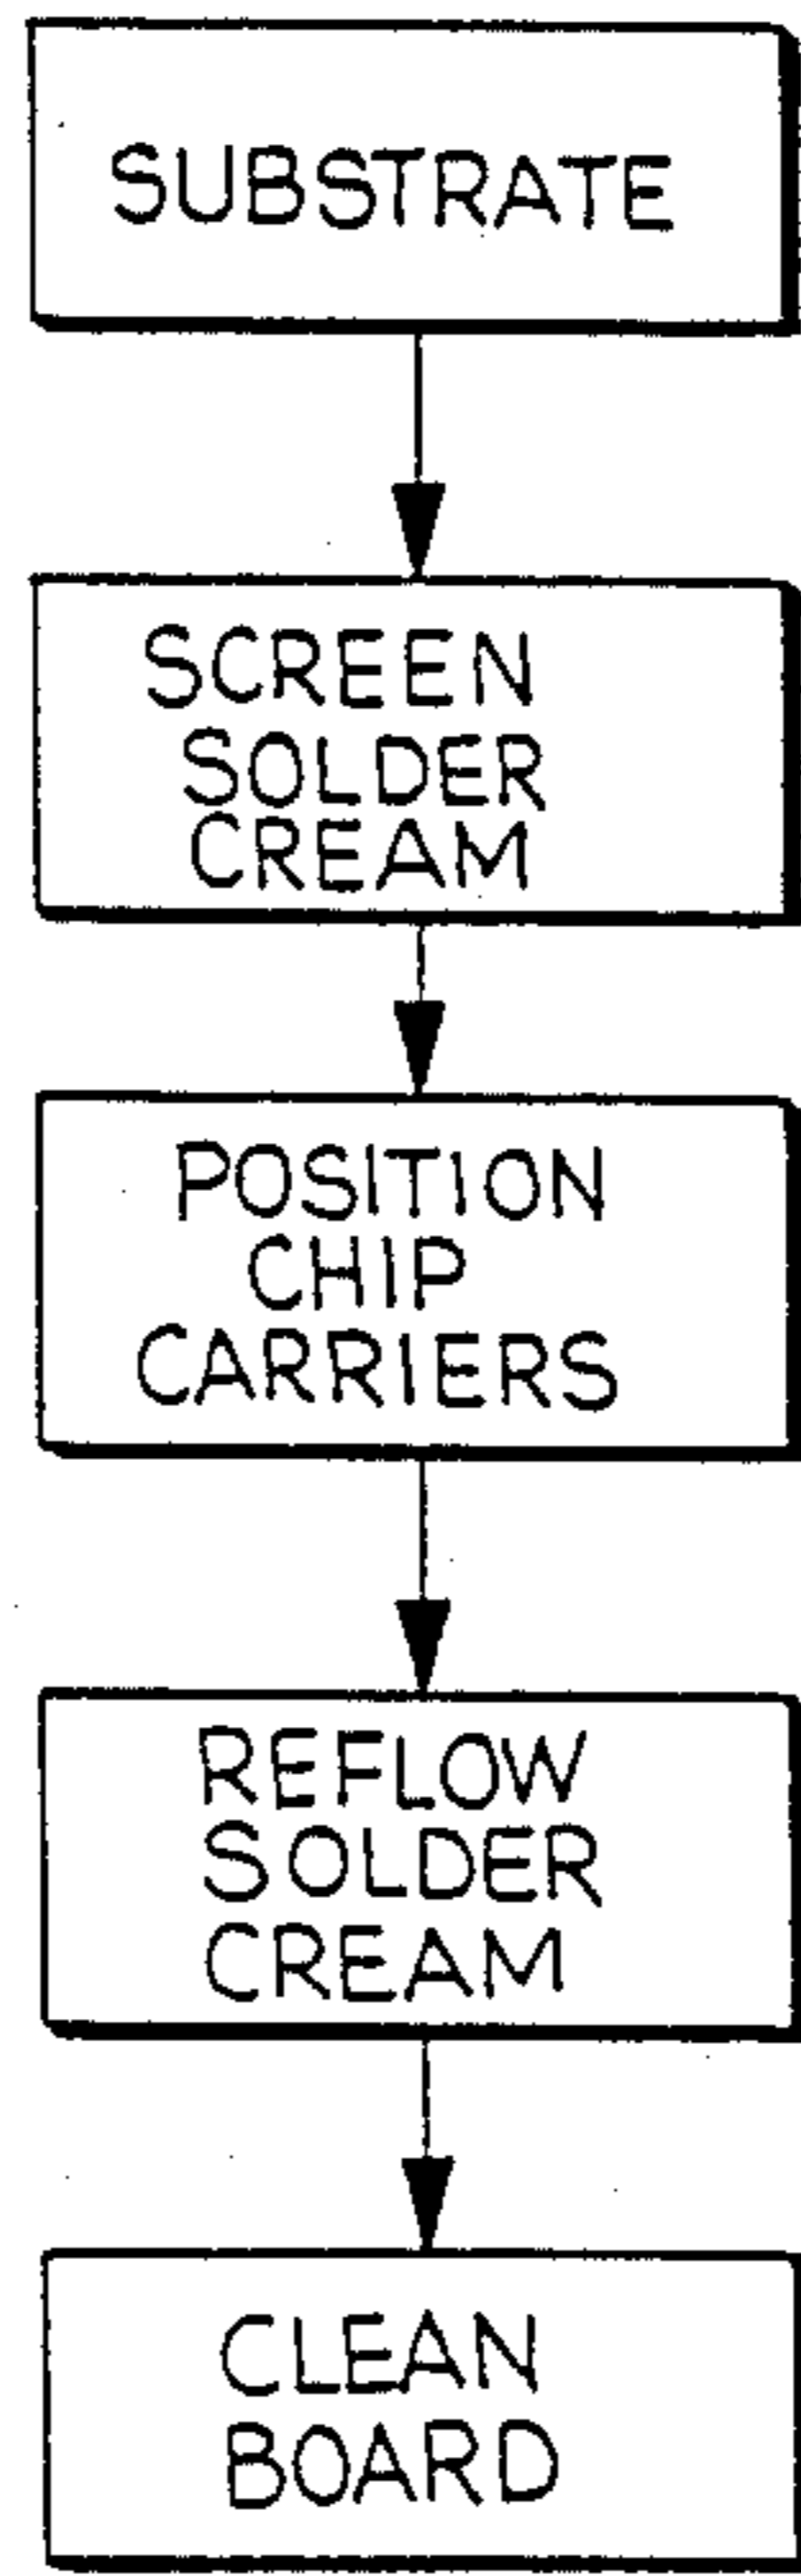 SUBSTRATE
SCREEN
SOLDER
CREAM
POSITION
CHIP
CARRIERS
REFLOW
SOLDER
CREAM
CLEAN
BOARD